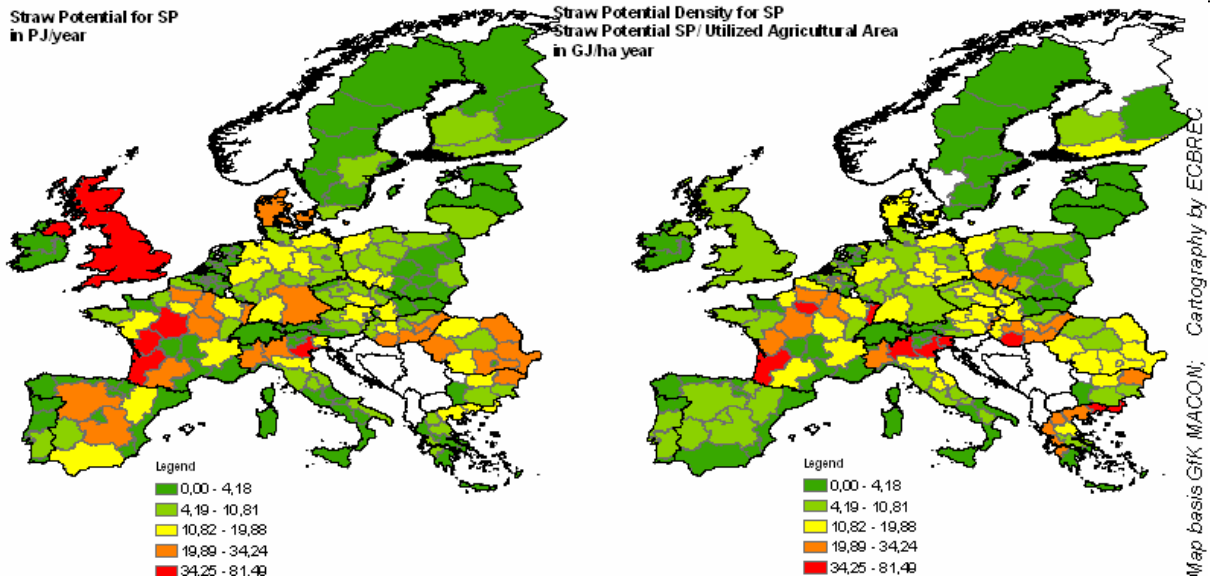 Straw Potential for SP
in PJ/year
Straw Potential Density for SP
Straw Potential SP/ Utilized Agricultural Area
in GJ/ha year
Legend
0,00 - 4,18
4,19 - 10,81
10,82 - 19,88
19,89 - 34,24
34,25 - 81,49
Legend
0,00 - 4,18
4,19 - 10,81
10,82 - 19,88
19,89 - 34,24
34,25 - 81,49
Map basis GfK MACON; Cartography by ECBREC